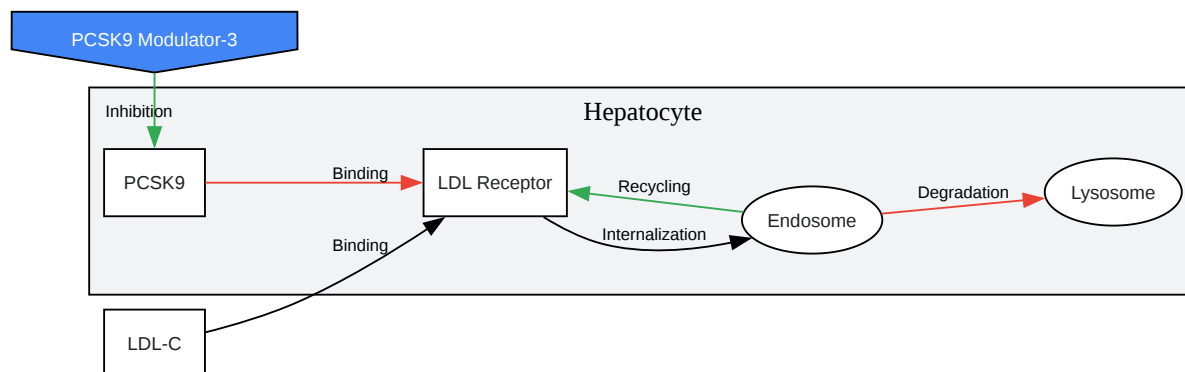 PCSK9 Modulator-3
Hepatocyte
Inhibition
PCSK9
Binding
LDL Receptor
Recycling
Internalization
Endosome
Degradation
Lysosome
Binding
LDL-C